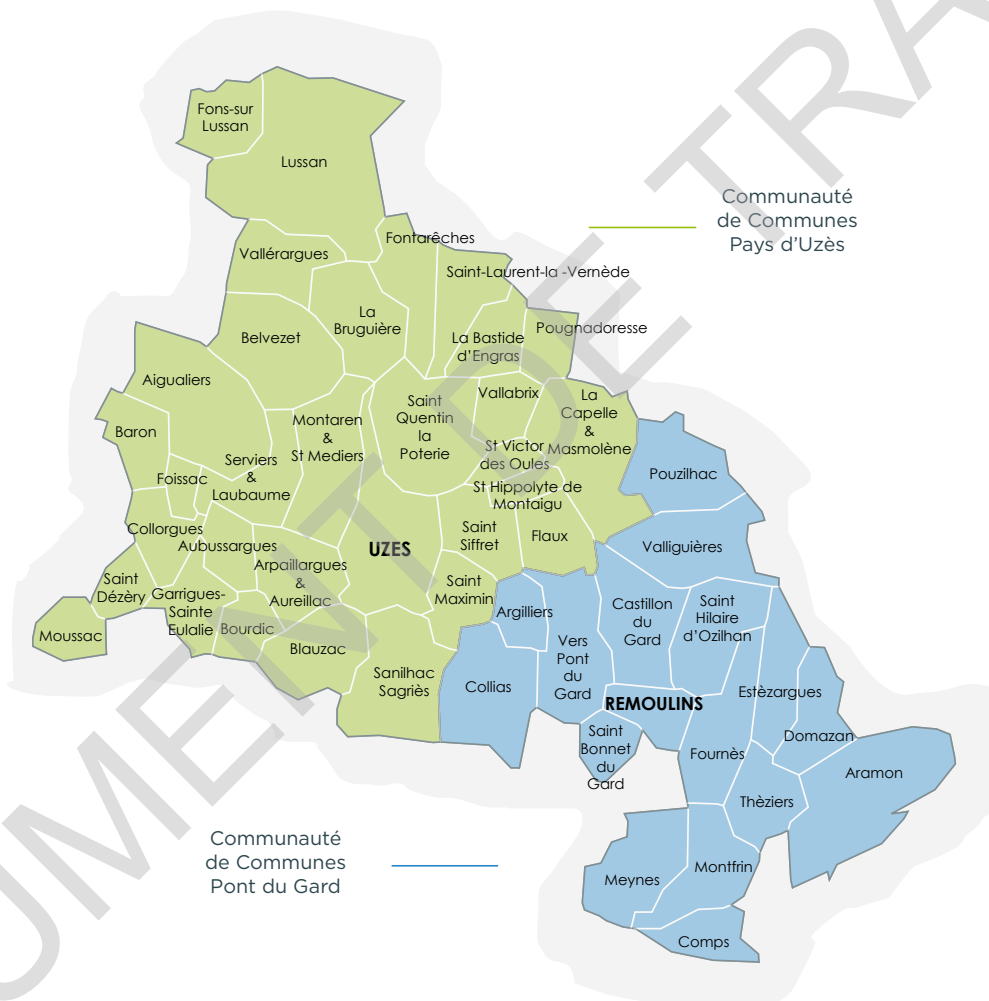 Fons-sur
Lussan
Lussan
Communauté
de Communes
Pays d'Uzès
Fontarêches
Vallérargues
Saint-Laurent-la -Vernède
La
Bruguière
Pougnadoresse
Belvezet
La Bastide
d'Engras
Aigualiers
Vallabrix
La
Capelle
&
Masmolène
Saint
Quentin
la
Poterie
Montaren
&
St Mediers
Baron
St Victor
des Oules
Serviers
&
Laubaume
Foissac
Pouzilhac
St Hippolyte de
Montaigu
Collorgues
Saint
Siffret
Flaux
Aubussargues
UZES
Valliguières
Arpaillargues
&
Aureillac
Saint
Dézèry
Saint
Maximin
Garrigues-
Sainte
Eulalie
Argilliers
Castillon
du
Gard
Saint
Hilaire
d'Ozilhan
Moussac
Bourdic
Blauzac
Vers
Pont
du
Gard
Sanilhac
Sagriès
Collias
Estèzargues
REMOULINS
Saint
Bonnet
du
Gard
Domazan
Fournès
Aramon
Thèziers
Communauté
de Communes
Pont du Gard
Montfrin
Meynes
Comps
UMENT DE TRA